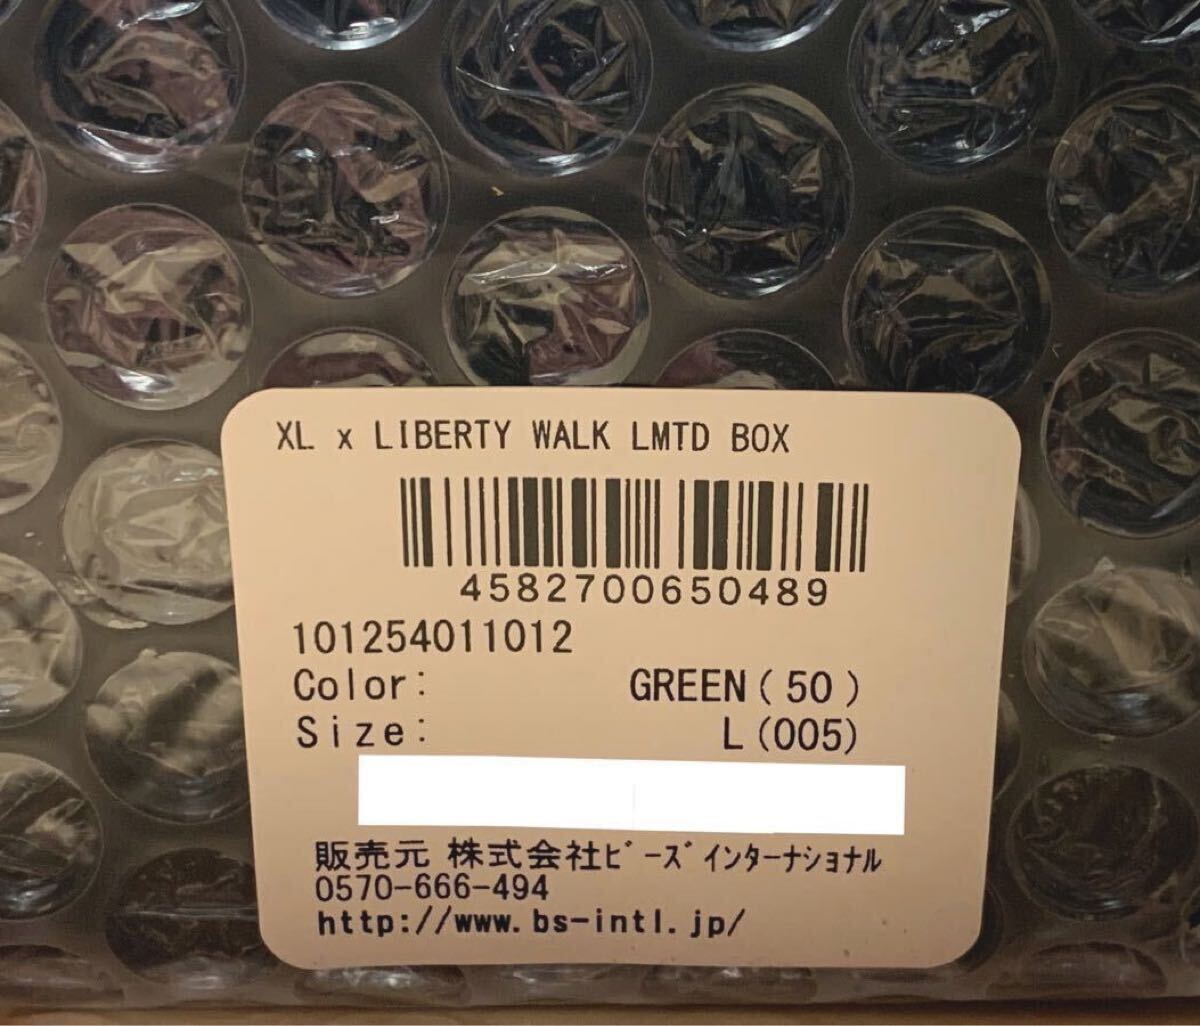 XL x LIBERTY WALK LMTD BOX
4582700650489
101254011012
Color: GREEN(50)
Size: L(005)
販売元 株式会社ビーズインターナショナル
0570-666-494
http://www.bs-intl.jp/